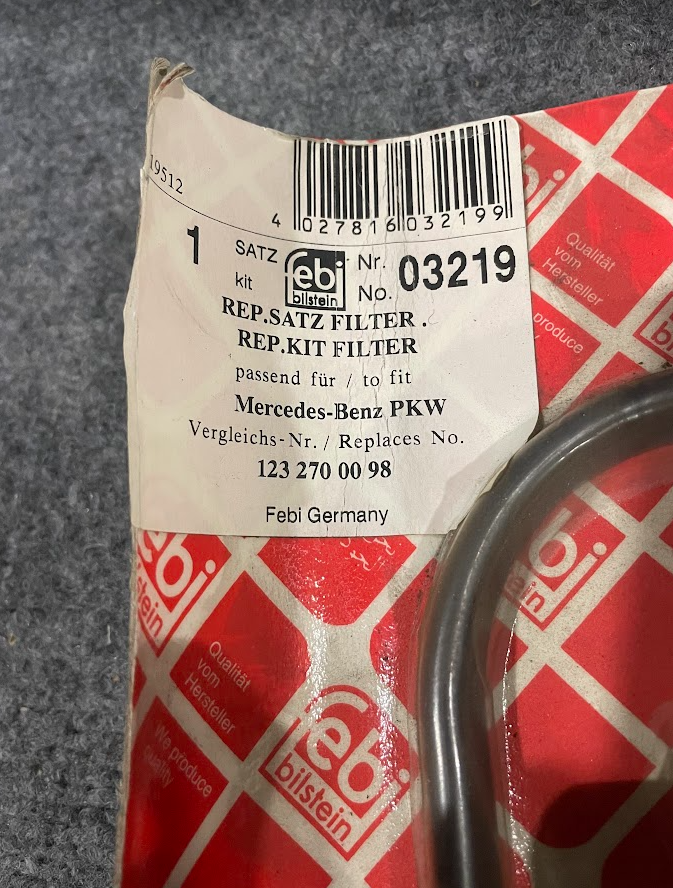 19512
4 027816 032199
1 SATZ kit febi bilstein Nr. No. 03219
REP.SATZ FILTER .
REP.KIT FILTER
passend für / to fit
Mercedes-Benz PKW
Vergleichs-Nr. / Replaces No.
123 270 00 98
Febi Germany
Qualität
vom
Hersteller
produce
ebi
stein
Qualität
vom
Hersteller
We produce
quality
febi
bilstein